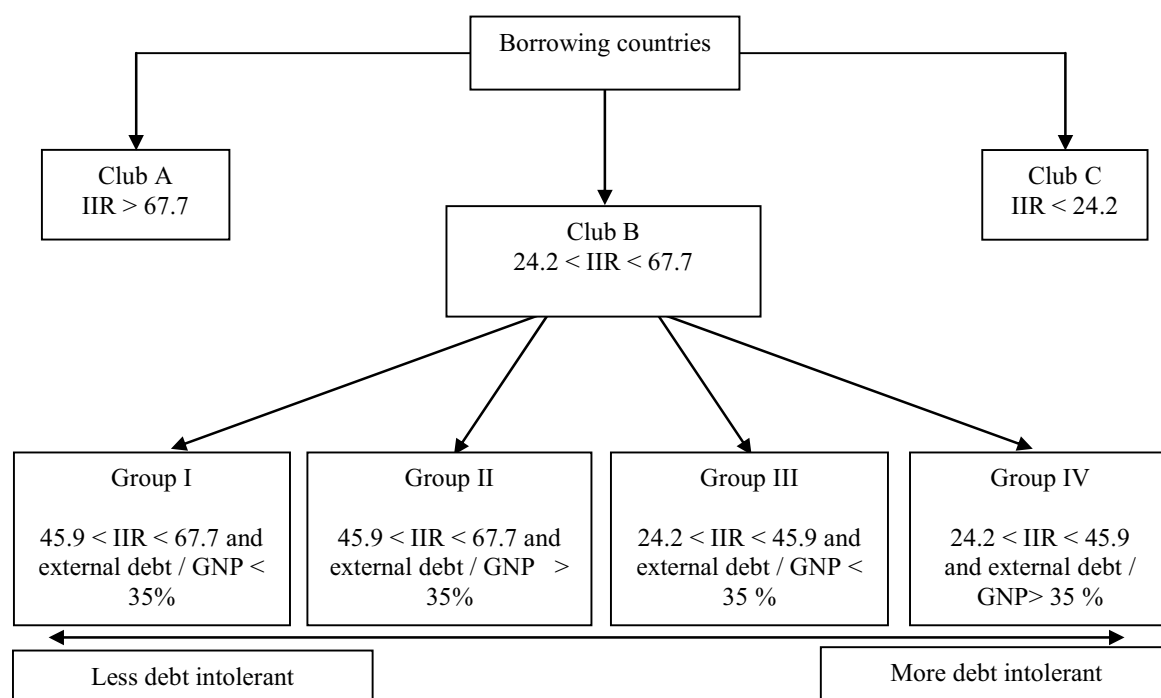 Borrowing countries
Club A
IIR > 67.7
Club C
IIR < 24.2
Club B
24.2 < IIR < 67.7
Group I
45.9 < IIR < 67.7 and
external debt / GNP <
35%
Group II
45.9 < IIR < 67.7 and
external debt / GNP >
35%
Group III
24.2 < IIR < 45.9 and
external debt / GNP <
35 %
Group IV
24.2 < IIR < 45.9
and external debt /
GNP> 35 %
Less debt intolerant
More debt intolerant